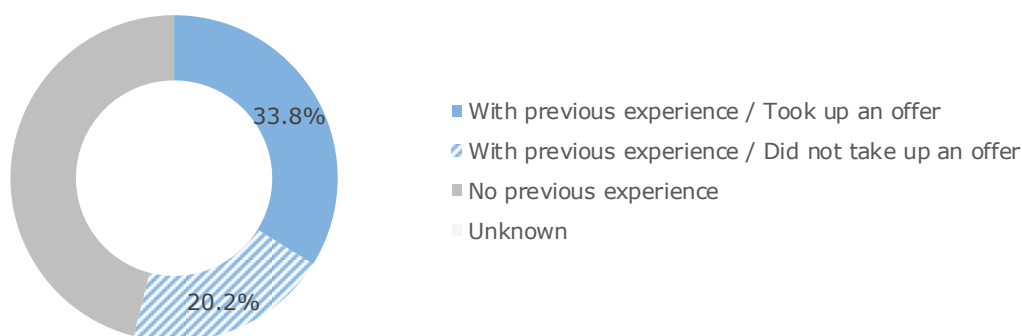 33.8%
20.2%
With previous experience / Took up an offer
With previous experience / Did not take up an offer
No previous experience
Unknown